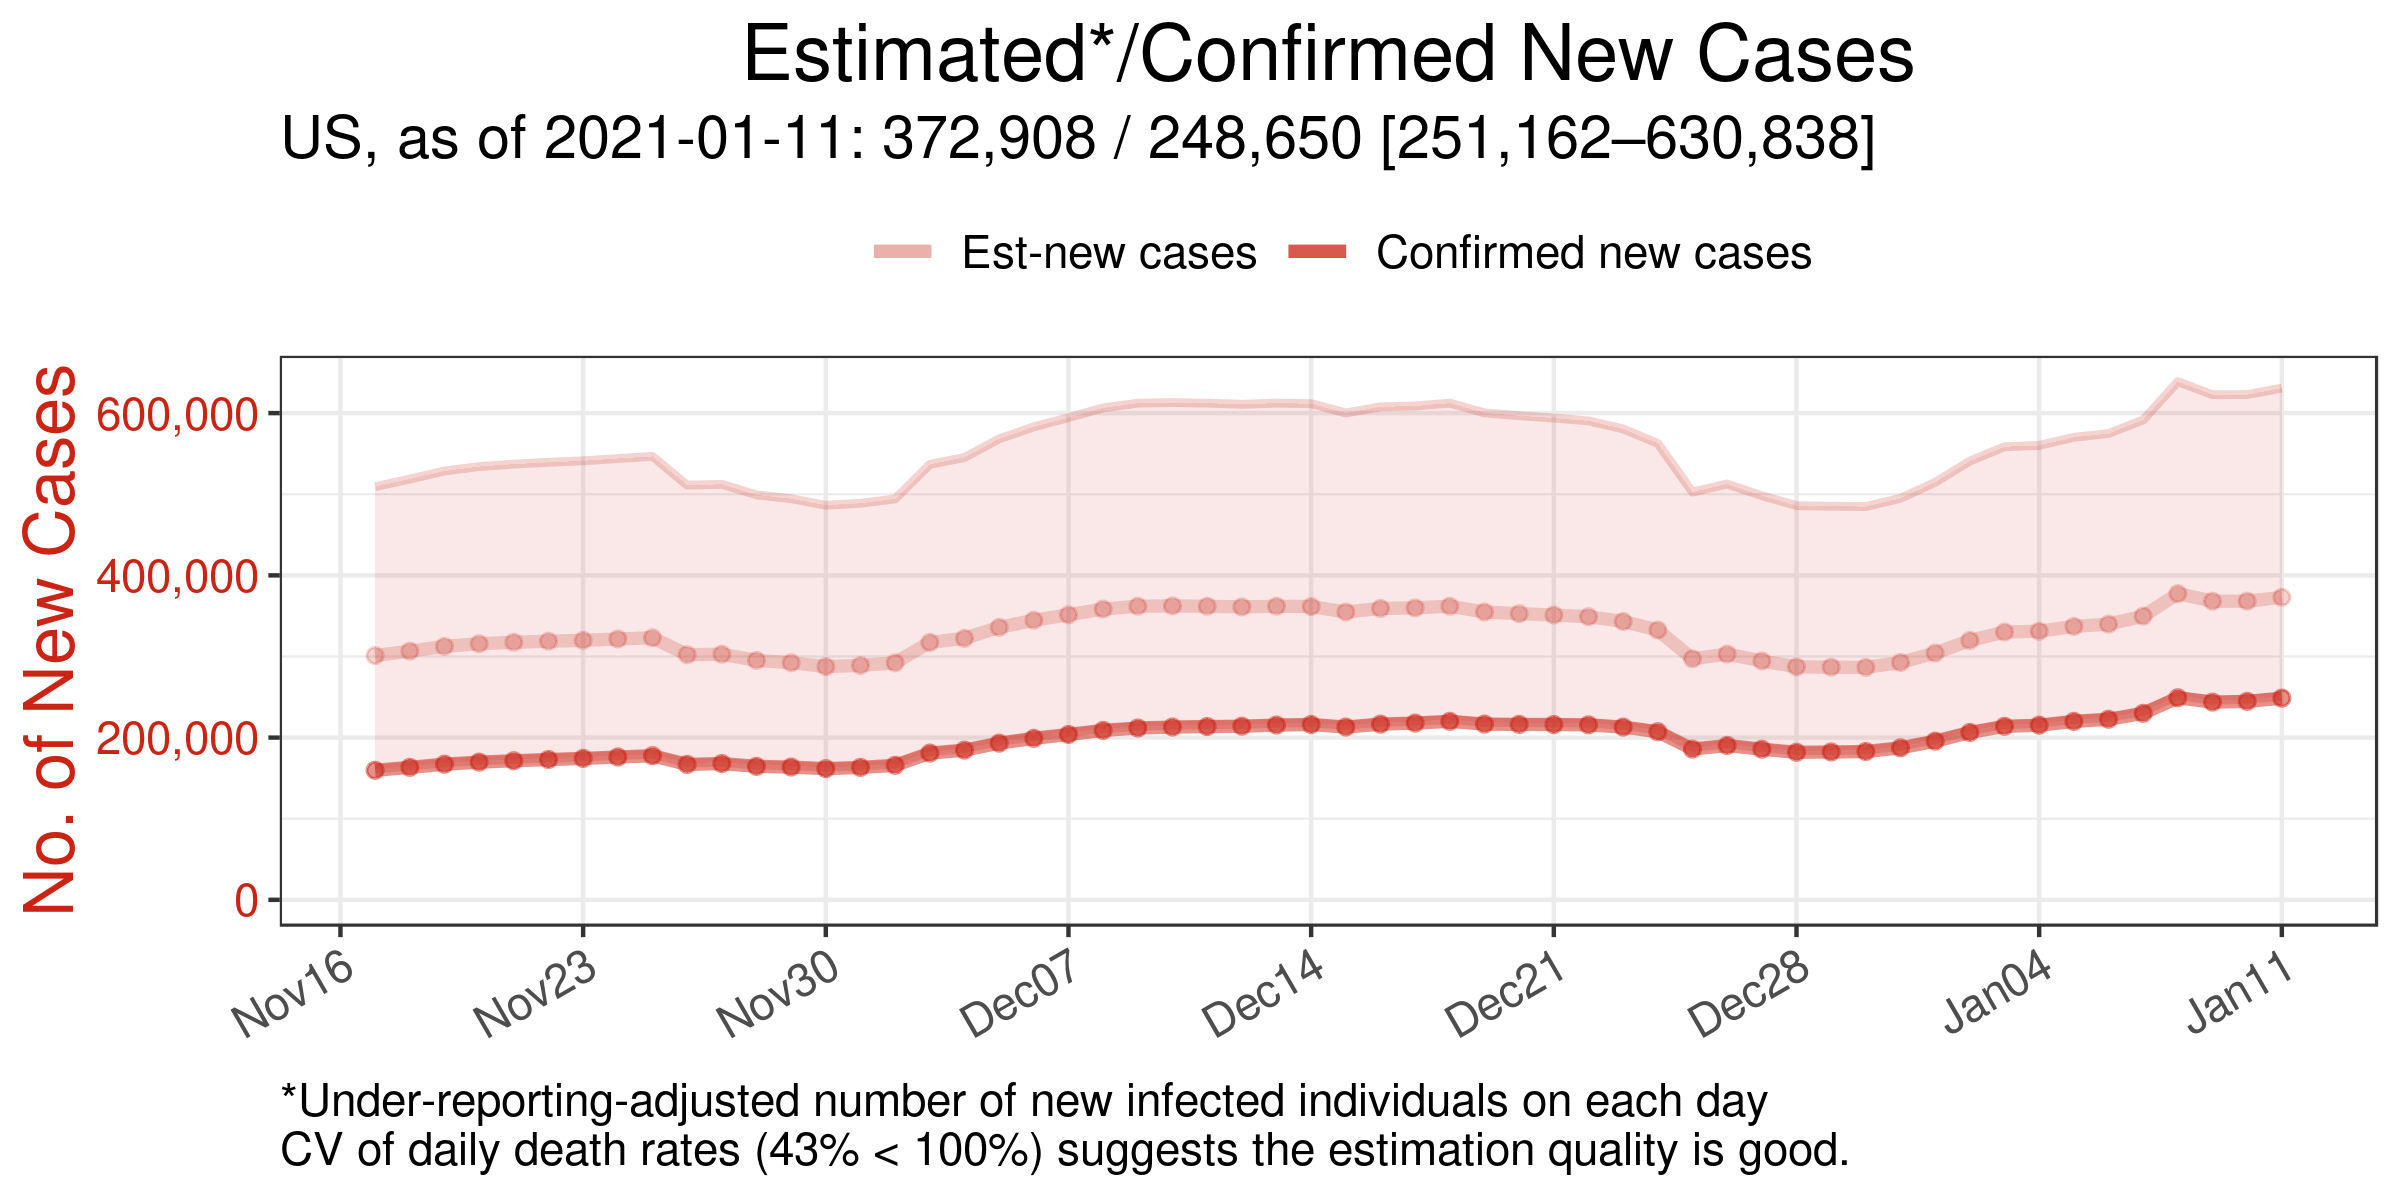 Estimated*/Confirmed New Cases
US, as of 2021-01-11: 372,908 / 248,650 [251,162–630,838]
Est-new cases
Confirmed new cases
No. of New Cases
600,000
400,000
200,000
0
Nov16
Nov23
Nov30
Dec07
Dec14
Dec21
Dec28
Jan04
Jan11
*Under-reporting-adjusted number of new infected individuals on each day
CV of daily death rates (43% < 100%) suggests the estimation quality is good.